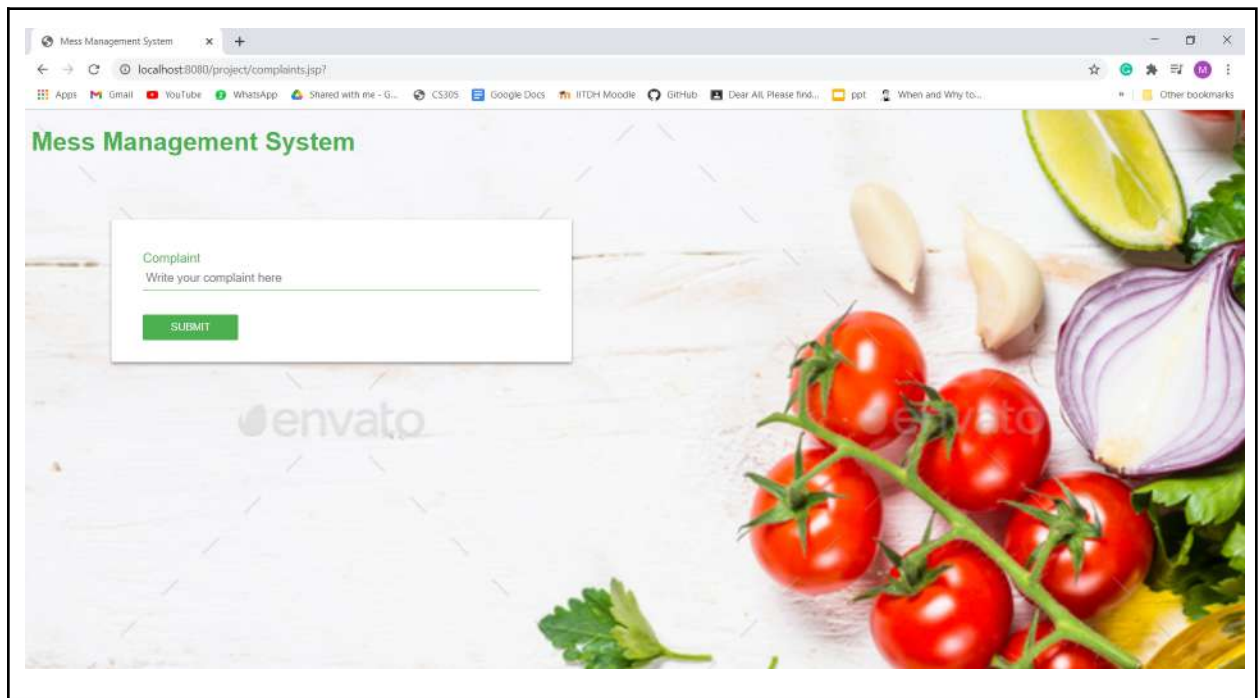 Mess Management System
localhost:8080/project/complaints.jsp?
M
Apps Gmail YouTube WhatsApp Shared with me - G... CS305 Google Docs IITDH Moodle GitHub Dear All, Please find... ppt When and Why to... » Other bookmarks
Mess Management System
Complaint
Write your complaint here
SUBMIT
envato
envato